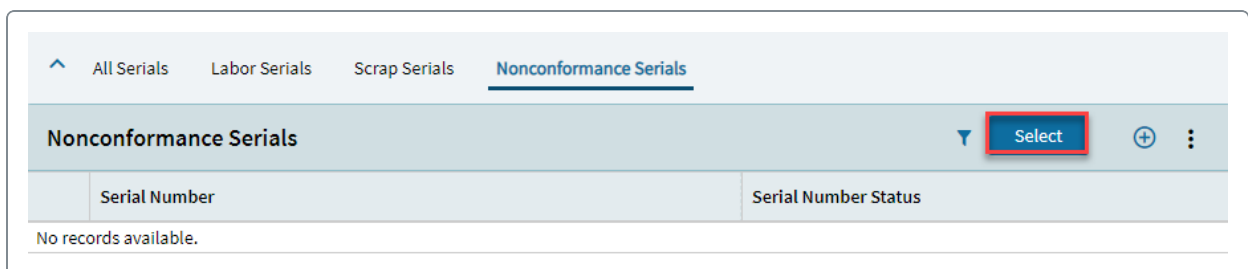 All Serials Labor Serials Scrap Serials Nonconformance Serials
Nonconformance Serials Select
Serial Number Serial Number Status
No records available.